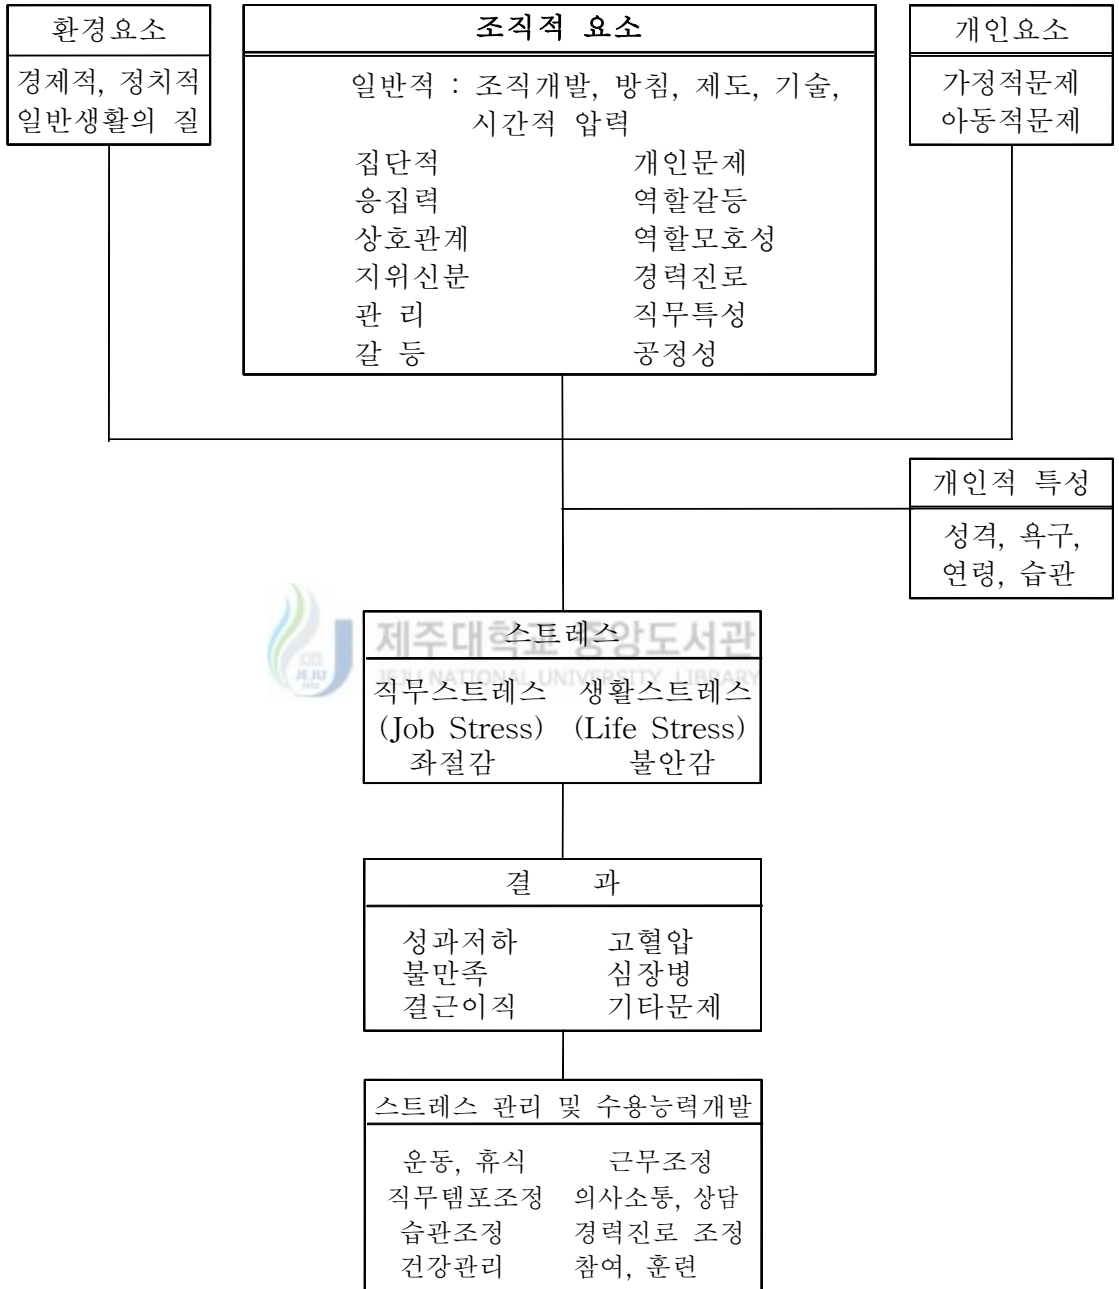 환경요소
경제적, 정치적
일반생활의 질
조직적 요소
일반적 : 조직개발, 방침, 제도, 기술,
시간적 압력
집단적 개인문제
응집력 역할갈등
상호관계 역할모호성
지위신분 경력진로
관 리 직무특성
갈 등 공정성
개인요소
가정적문제
아동적문제
개인적 특성
성격, 욕구,
연령, 습관
제주대학교 중앙도서관
JEJU NATIONAL UNIVERSITY LIBRARY
JEJU
1952
스트레스
직무스트레스 생활스트레스
(Job Stress) (Life Stress)
좌절감 불안감
결 과
성과저하 고혈압
불만족 심장병
결근이직 기타문제
스트레스 관리 및 수용능력개발
운동, 휴식 근무조정
직무템포조정 의사소통, 상담
습관조정 경력진로 조정
건강관리 참여, 훈련